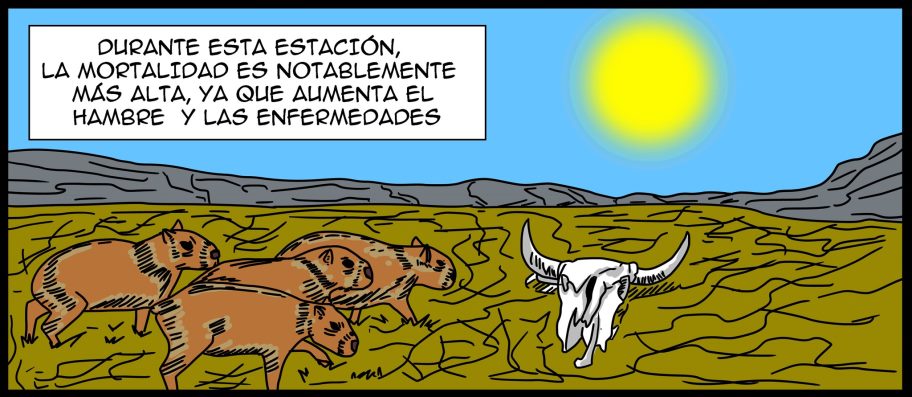 DURANTE ESTA ESTACIÓN,
LA MORTALIDAD ES NOTABLEMENTE
MÁS ALTA, YA QUE AUMENTA EL
HAMBRE Y LAS ENFERMEDADES